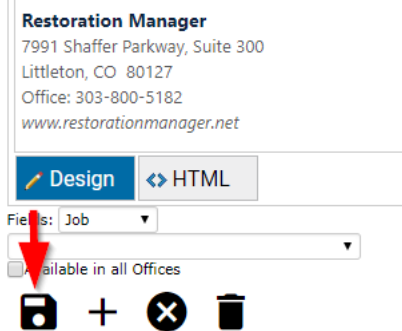 Restoration Manager
7991 Shaffer Parkway, Suite 300
Littleton, CO  80127
Office: 303-800-5182
www.restorationmanager.net
Design HTML
Fields: Job
Available in all Offices